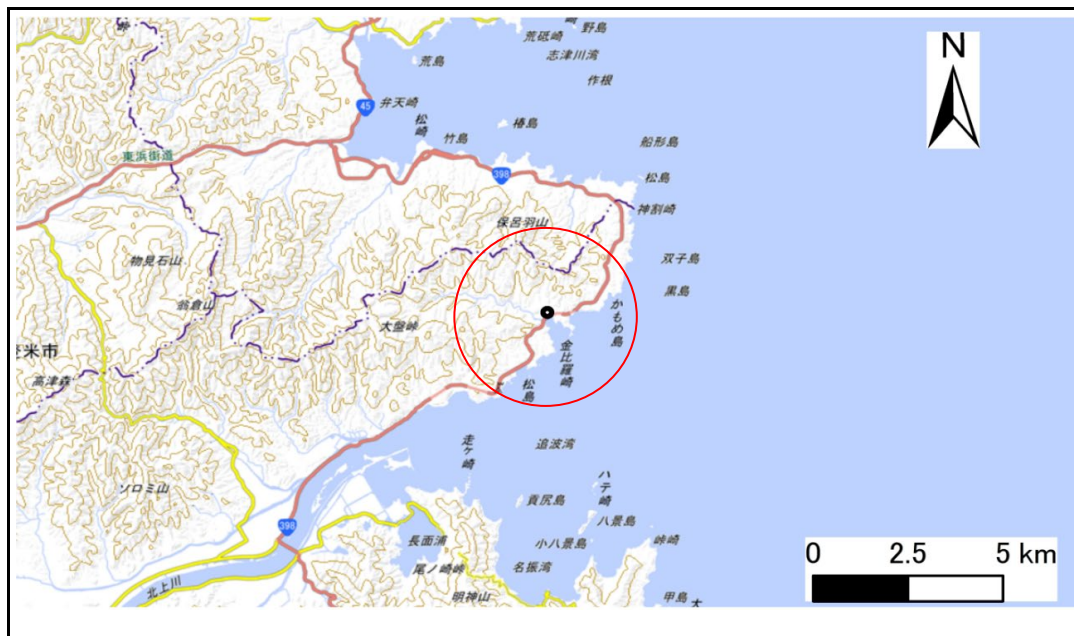 野島
荒砥崎
志津川湾
荒島
作根
N
45
弁天崎
松崎
竹島
椿島
船形島
東浜街道
398
松島
神割崎
保呂羽山
物見石山
双子島
黒島
翁倉山
かもめ島
大盤峠
金比羅崎
米市
高津森
松島
追波湾
走ヶ崎
ハテ崎
ソロミ山
貢尻島
八景島
398
長面浦
小八景島
峠崎
尾ノ崎峠
名振湾
北上川
明神山
甲島
大
0 2.5 5 km